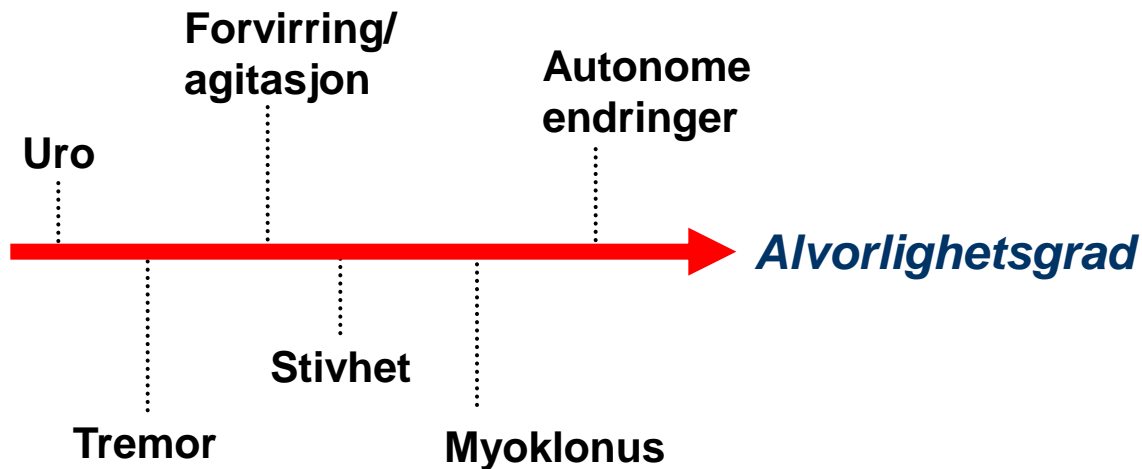 Forvirring/
agitasjon
Autonome
endringer
Uro
Alvorlighetsgrad
Stivhet
Tremor
Myoklonus